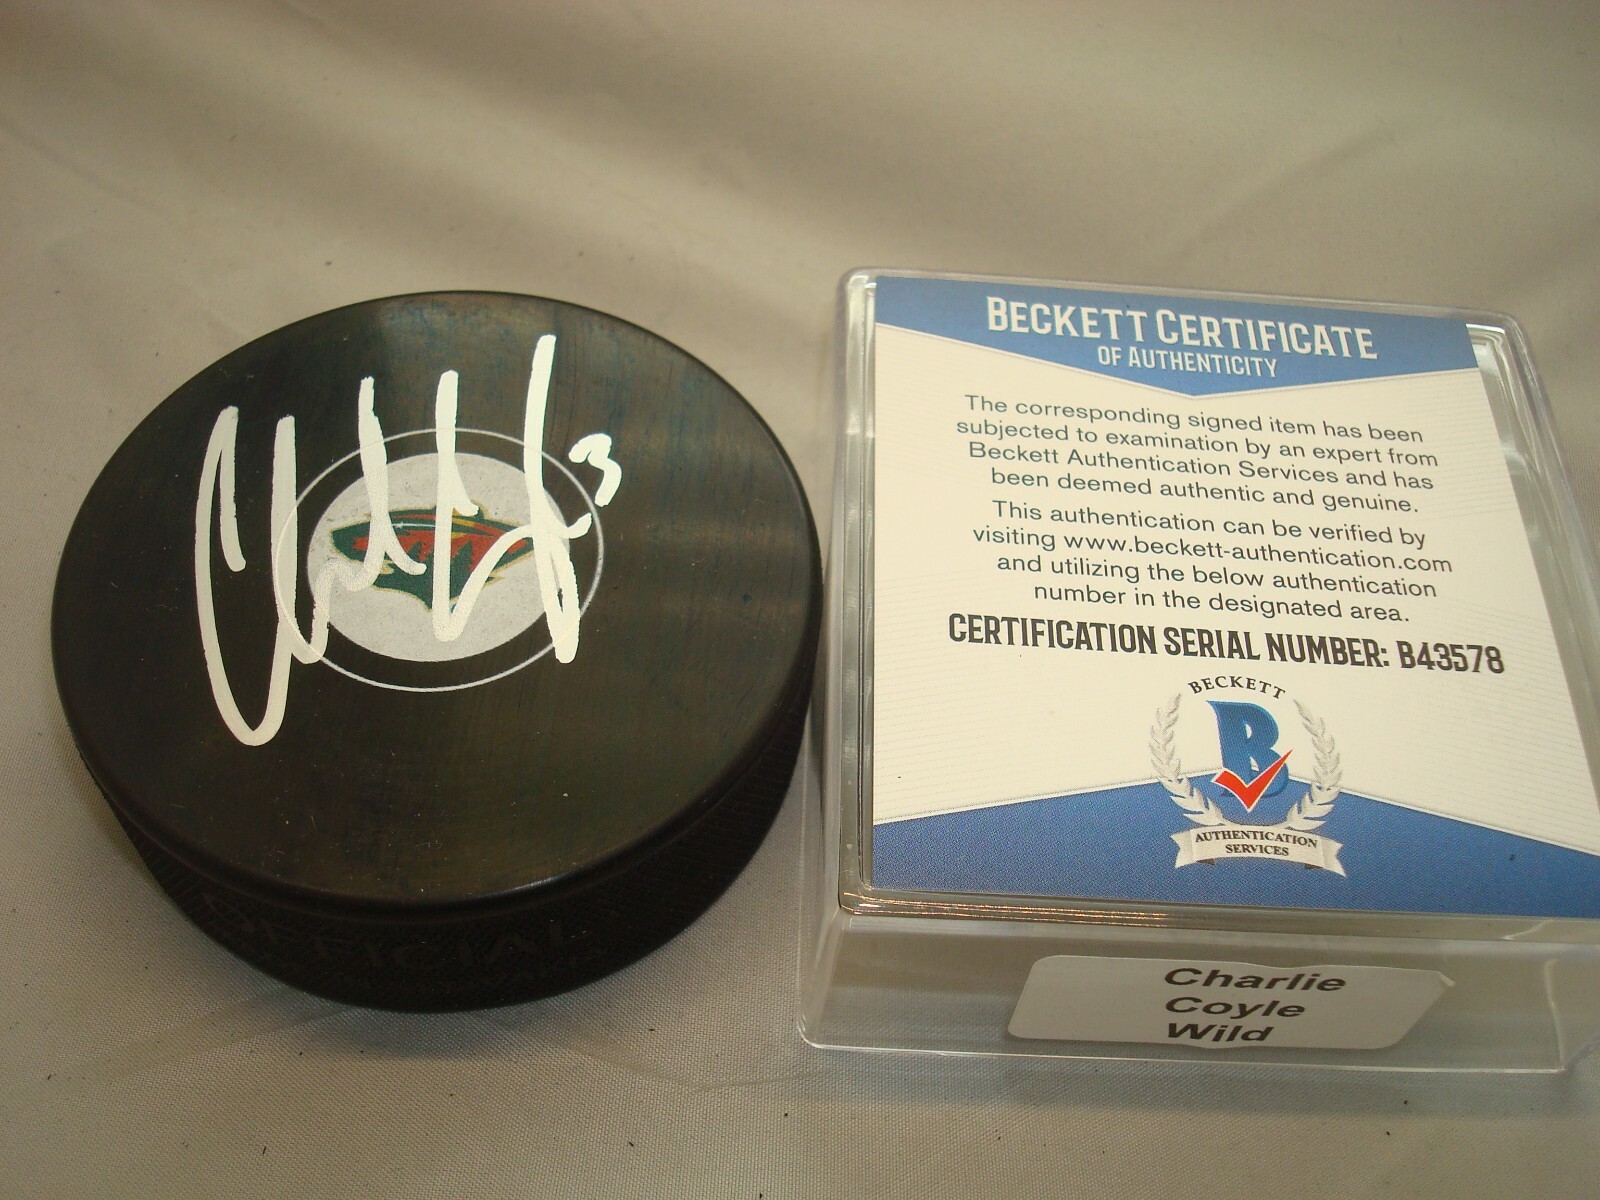 3
OFFICIAL
BECKETT CERTIFICATE
OF AUTHENTICITY
The corresponding signed item has been
subjected to examination by an expert from
Beckett Authentication Services and has
been deemed authentic and genuine.
This authentication can be verified by
visiting www.beckett-authentication.com
and utilizing the below authentication
number in the designated area.
CERTIFICATION SERIAL NUMBER: B43578
BECKETT
B
AUTHENTICATION
SERVICES
Charlie
Coyle
Wild